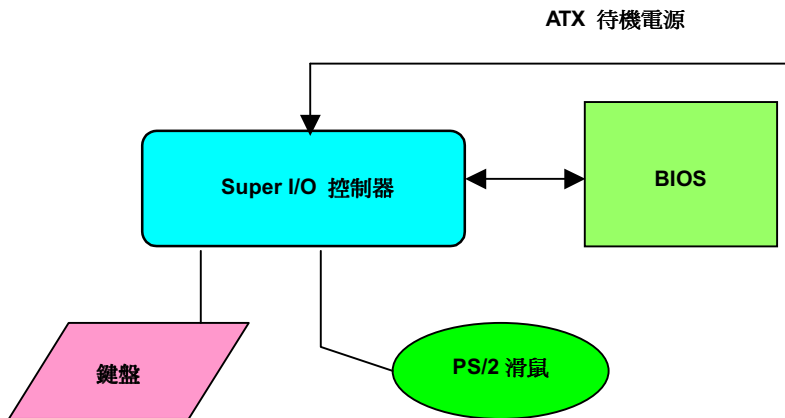 ATX 待機電源
Super I/O 控制器
BIOS
鍵盤
PS/2 滑鼠